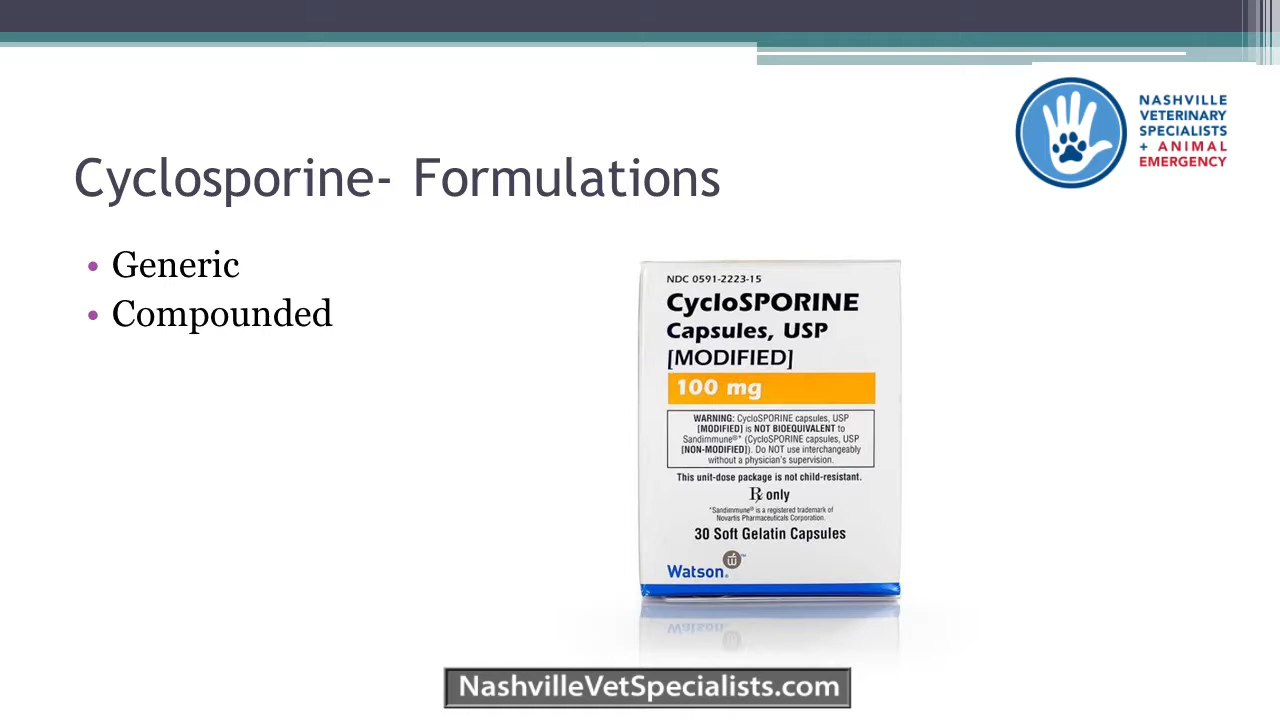 NASHVILLE
VETERINARY
SPECIALISTS
+ ANIMAL
EMERGENCY
Cyclosporine- Formulations
• Generic
• Compounded
NDC 0591-2223-15
CycloSPORINE
Capsules, USP
[MODIFIED]
100 mg
WARNING: CycloSPORINE capsules, USP
[MODIFIED] is NOT BIOEQUIVALENT to
Sandimmune®* (CycloSPORINE capsules, USP
[NON-MODIFIED]). Do NOT use interchangeably
without a physician's supervision.
This unit-dose package is not child-resistant.
℞ only
*Sandimmune® is a registered trademark of
Novartis Pharmaceuticals Corporation.
30 Soft Gelatin Capsules
Watson®
NashvilleVetSpecialists.com